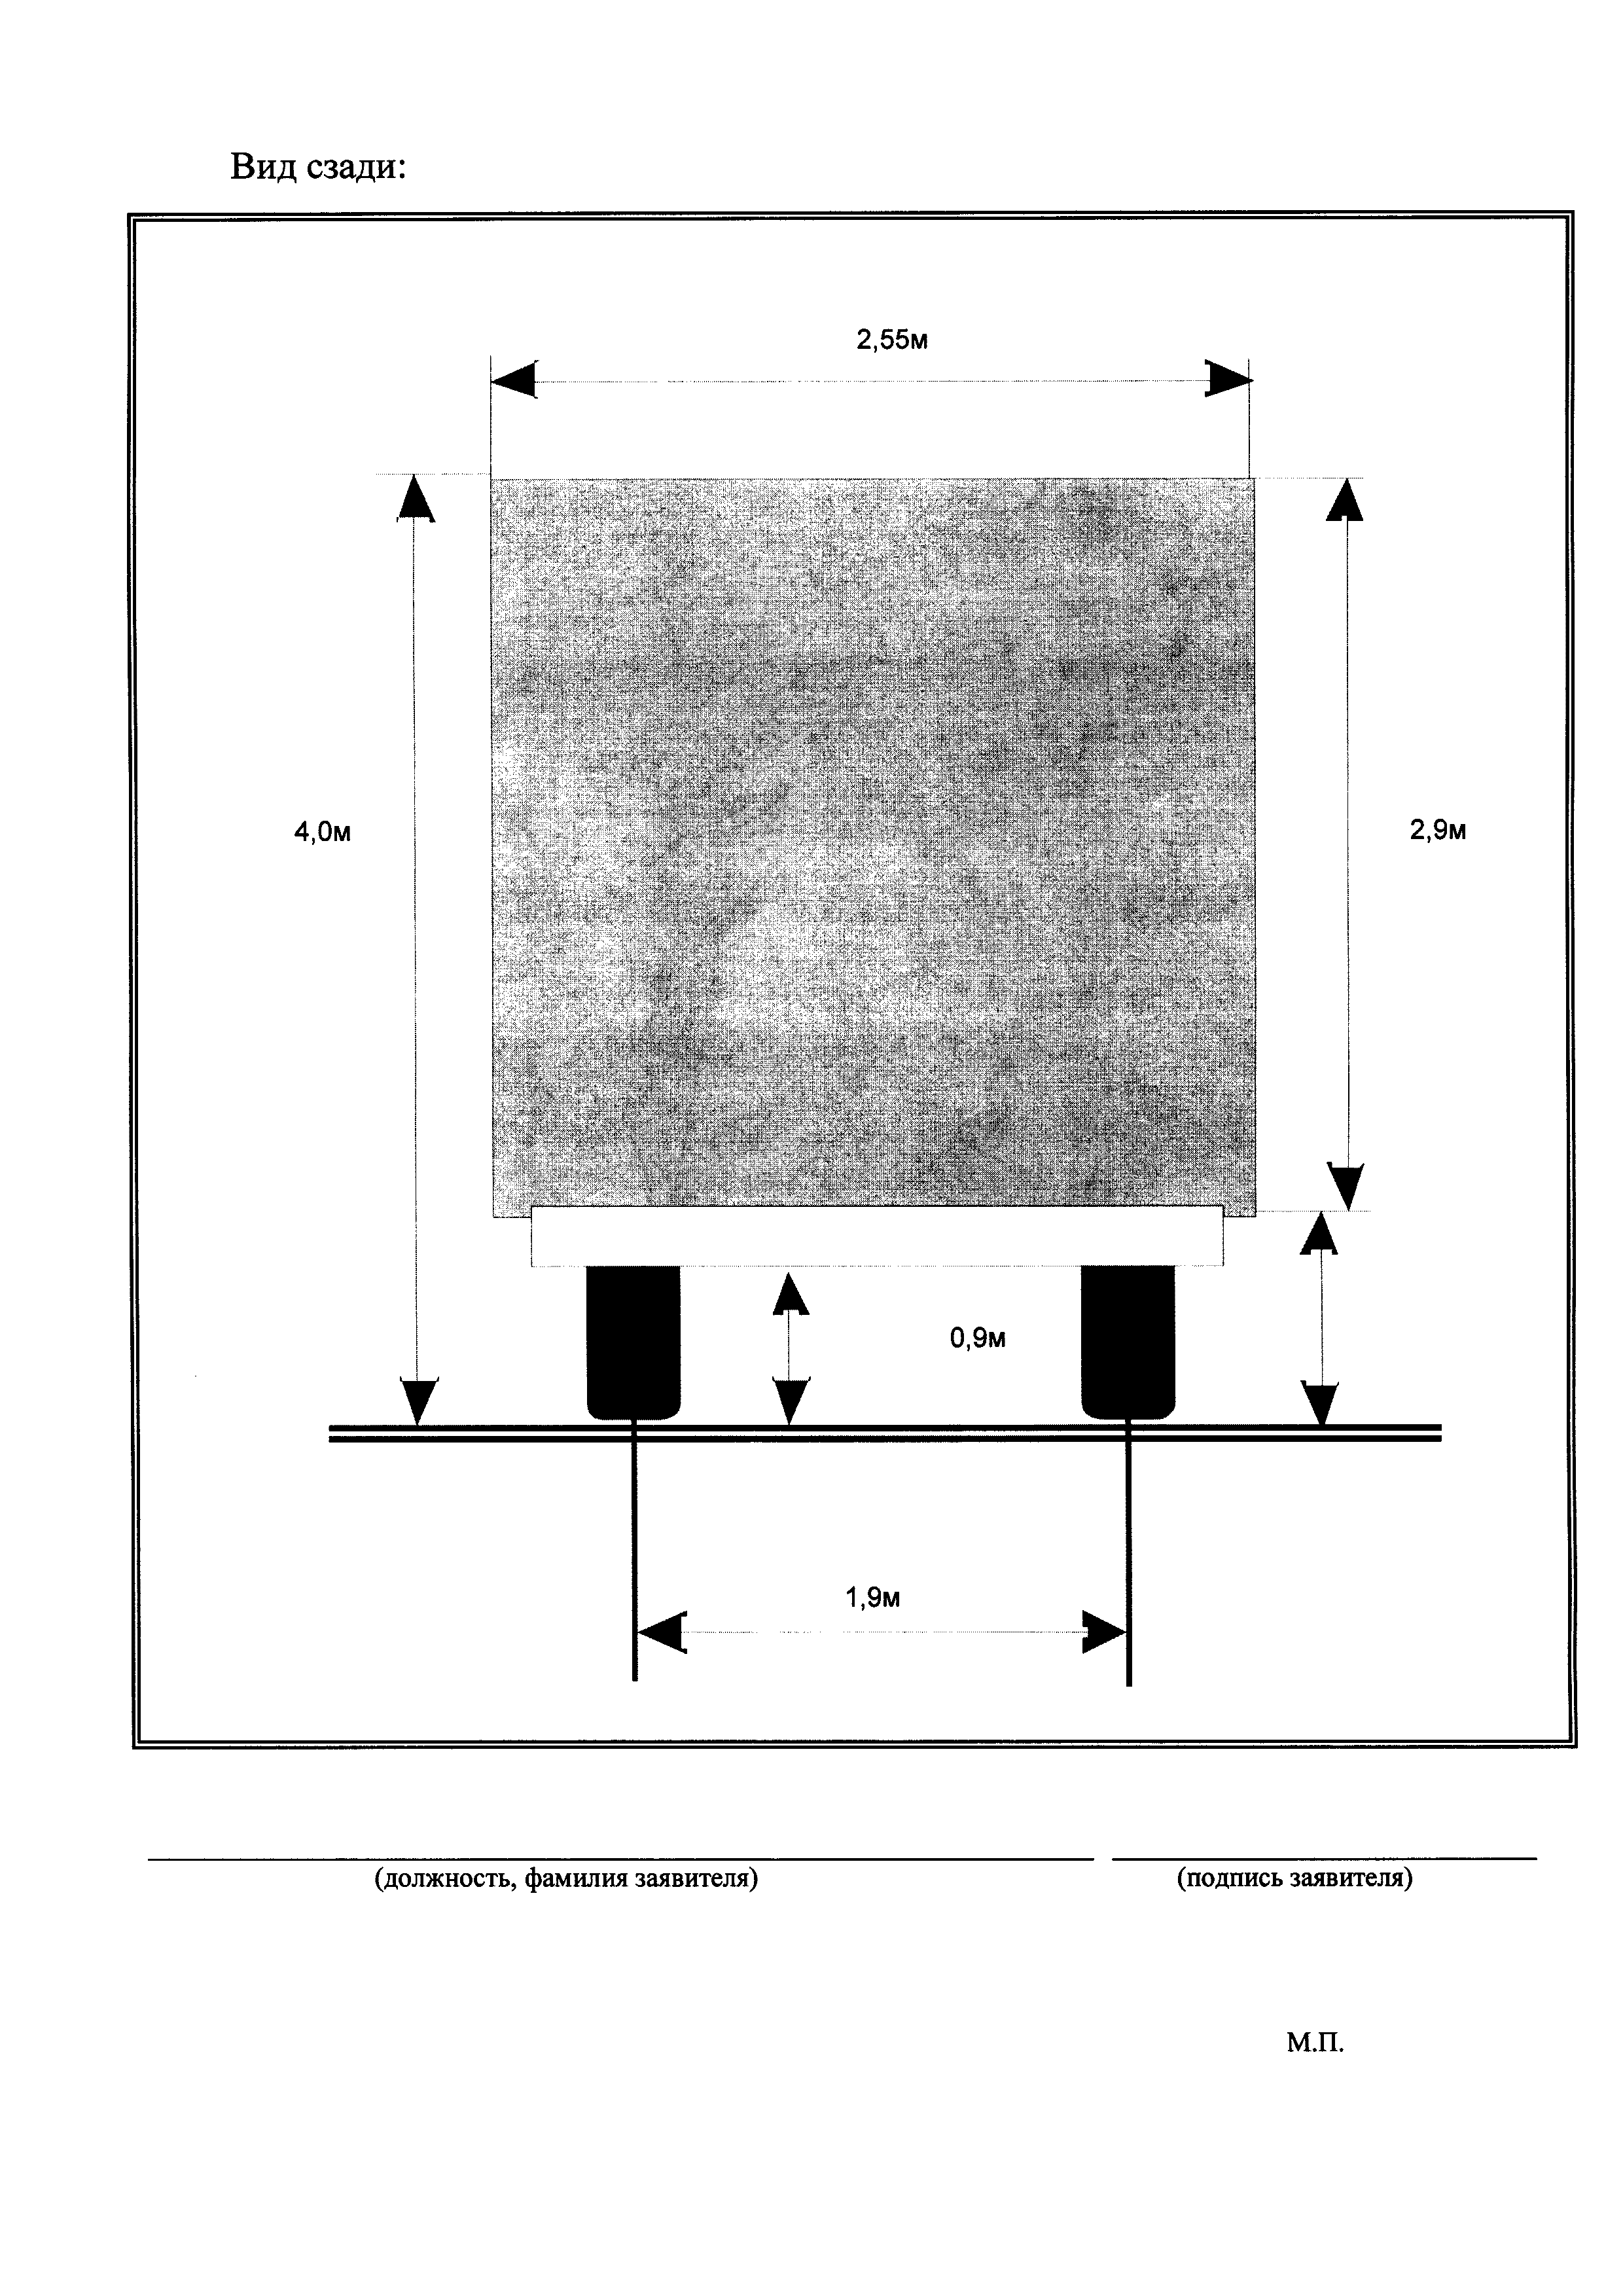 Вид сзади:
2,55м
4,0м
2,9м
0,9м
1,9м
(должность, фамилия заявителя)
(подпись заявителя)
М.П.